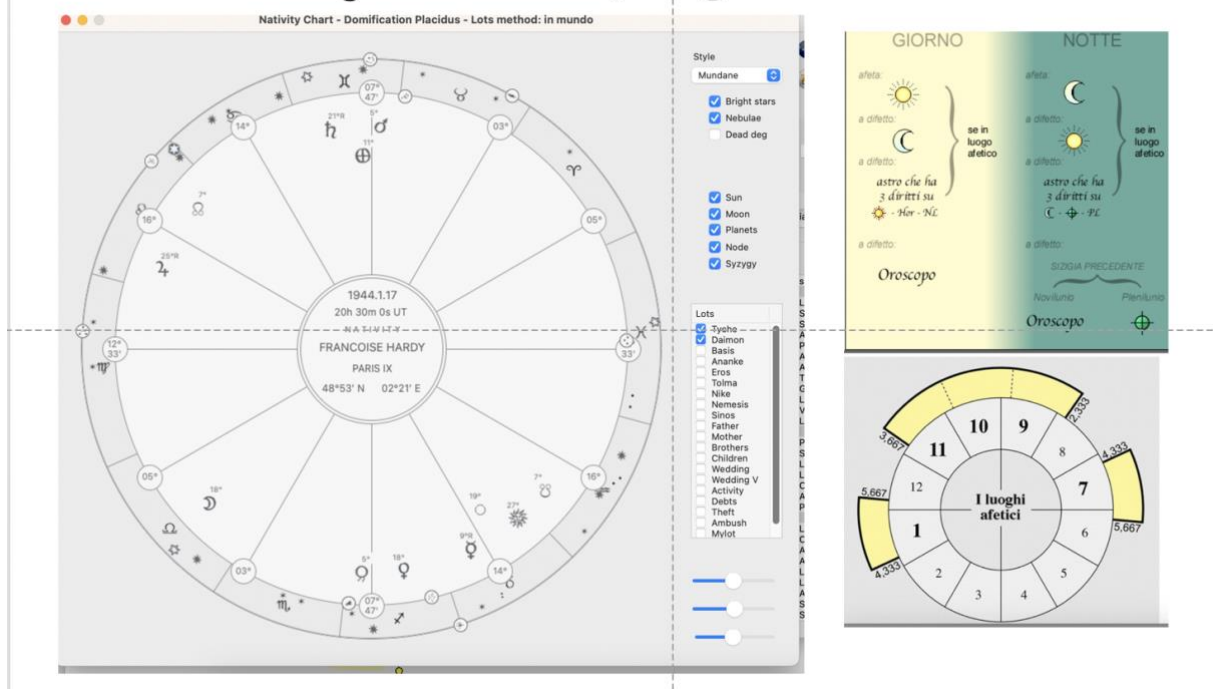 Nativity Chart - Domification Placidus - Lots method: in mundo
Style
Mundane
Bright stars
Nebulae
Dead deg
Sun
Moon
Planets
Node
Syzygy
Lots
Tycho
Daimon
Basis
Ananke
Eros
Tolma
Nike
Nemesis
Sinos
Father
Mother
Brothers
Children
Wedding
Wedding V
Activity
Debts
Theft
Ambush
Mylot
07°
47'
14°
03°
21°R
5°
11°
7°
16°
05°
25°R
12°
33'
33'
1944.1.17
20h 30m 0s UT
NATIVITY
FRANCOISE HARDY
PARIS IX
48°53' N 02°21' E
05°
16°
18°
7°
19°
27°
9°R
5°
18°
03°
14°
07°
47'
GIORNO
NOTTE
afeta:
afeta:
a difetto:
a difetto:
se in
luogo
afetico
se in
luogo
afetico
a difetto:
a difetto:
astro che ha
3 diritti su
- Hor - NL
astro che ha
3 diritti su
- PL
a difetto:
a difetto:
Oroscopo
SIZIGIA PRECEDENTE
Novilunio
Plenilunio
Oroscopo
3,667
2,333
4,333
5,667
5,667
4,333
10
9
11
8
12
7
I luoghi
afetici
1
6
2
5
3
4